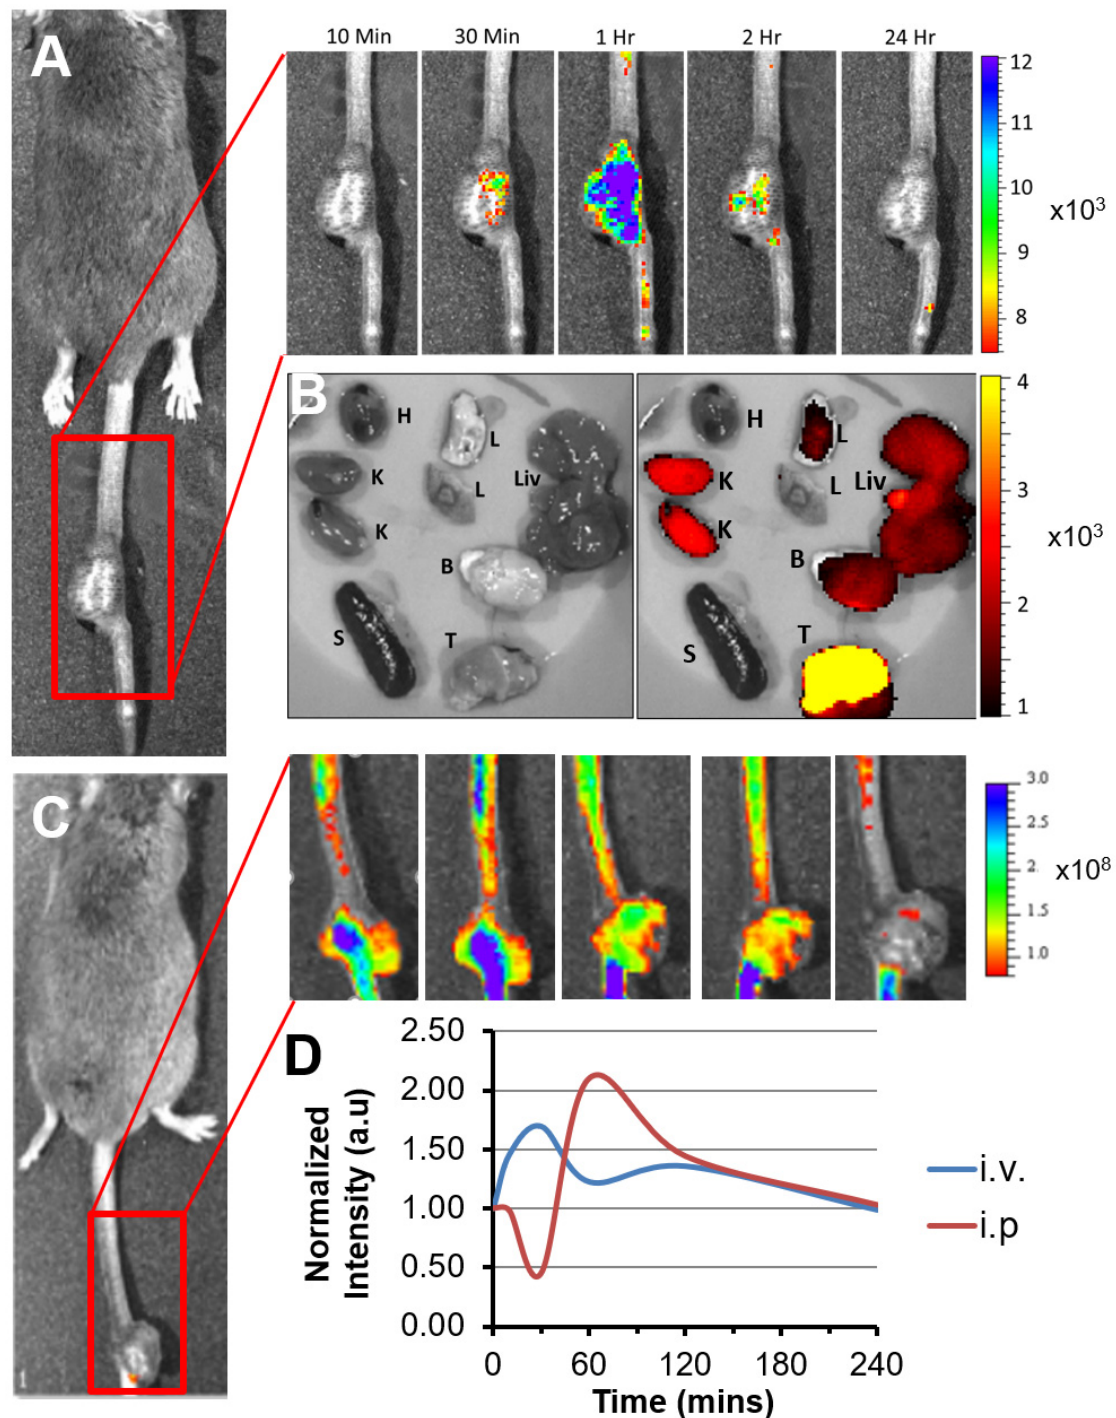 A
10 Min 30 Min 1 Hr 2 Hr 24 Hr
12
11
10
9
8
x10³
B
H
L
K
L
Liv
K
B
S
T
H
L
K
L
Liv
K
B
S
T
4
3
2
1
x10³
C
3.0
2.5
2.
1.5
1.0
x10⁸
D
Normalized
Intensity (a.u)
2.50
2.00
1.50
1.00
0.50
0.00
0 60 120 180 240
Time (mins)
i.v.
i.p
1